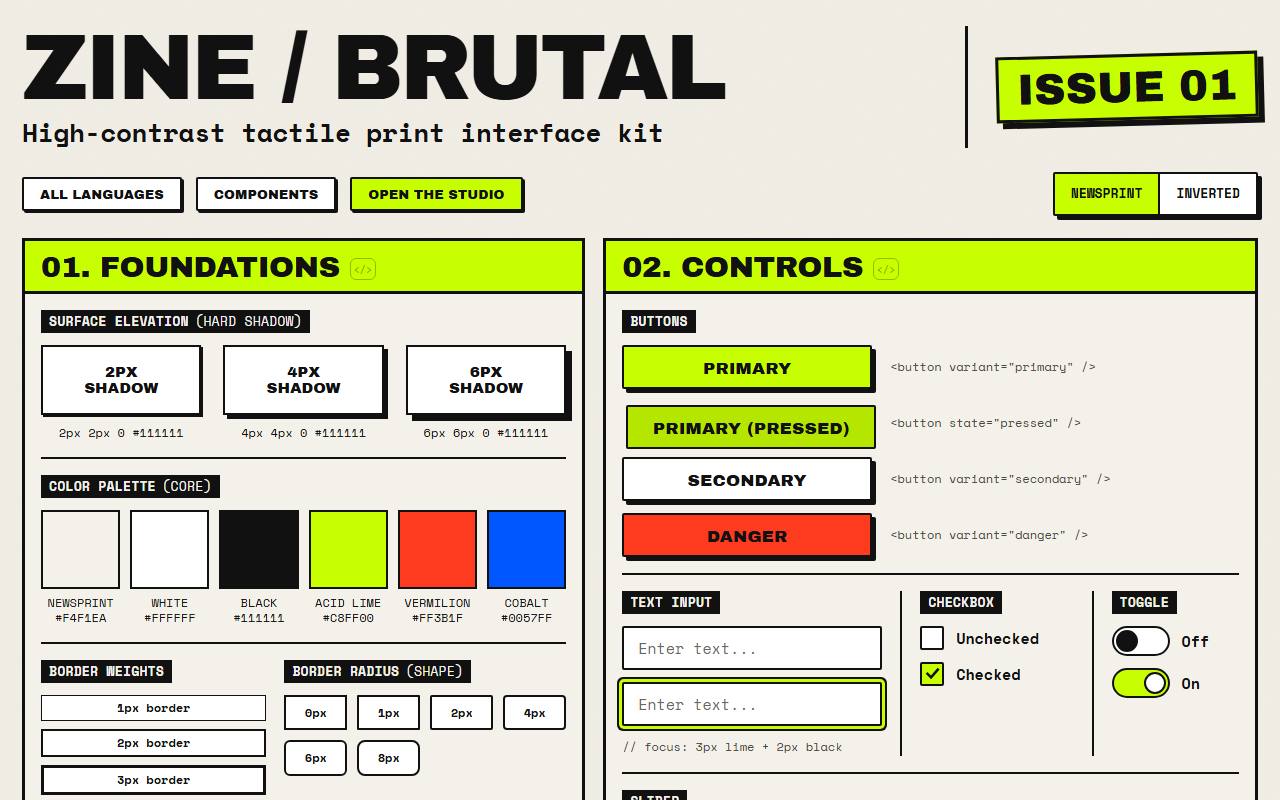 ZINE / BRUTAL
High-contrast tactile print interface kit
ISSUE 01
ALL LANGUAGES
COMPONENTS
OPEN THE STUDIO
NEWSPRINT
INVERTED
01. FOUNDATIONS </>
SURFACE ELEVATION (HARD SHADOW)
2PX
SHADOW
4PX
SHADOW
6PX
SHADOW
2px 2px 0 #111111
4px 4px 0 #111111
6px 6px 0 #111111
COLOR PALETTE (CORE)
NEWSPRINT
#F4F1EA
WHITE
#FFFFFF
BLACK
#111111
ACID LIME
#C8FF00
VERMILION
#FF3B1F
COBALT
#0057FF
BORDER WEIGHTS
1px border
2px border
3px border
BORDER RADIUS (SHAPE)
0px
1px
2px
4px
6px
8px
02. CONTROLS </>
BUTTONS
PRIMARY
<button variant="primary" />
PRIMARY (PRESSED)
<button state="pressed" />
SECONDARY
<button variant="secondary" />
DANGER
<button variant="danger" />
TEXT INPUT
Enter text...
Enter text...
// focus: 3px lime + 2px black
CHECKBOX
Unchecked
Checked
TOGGLE
Off
On
SLIDER